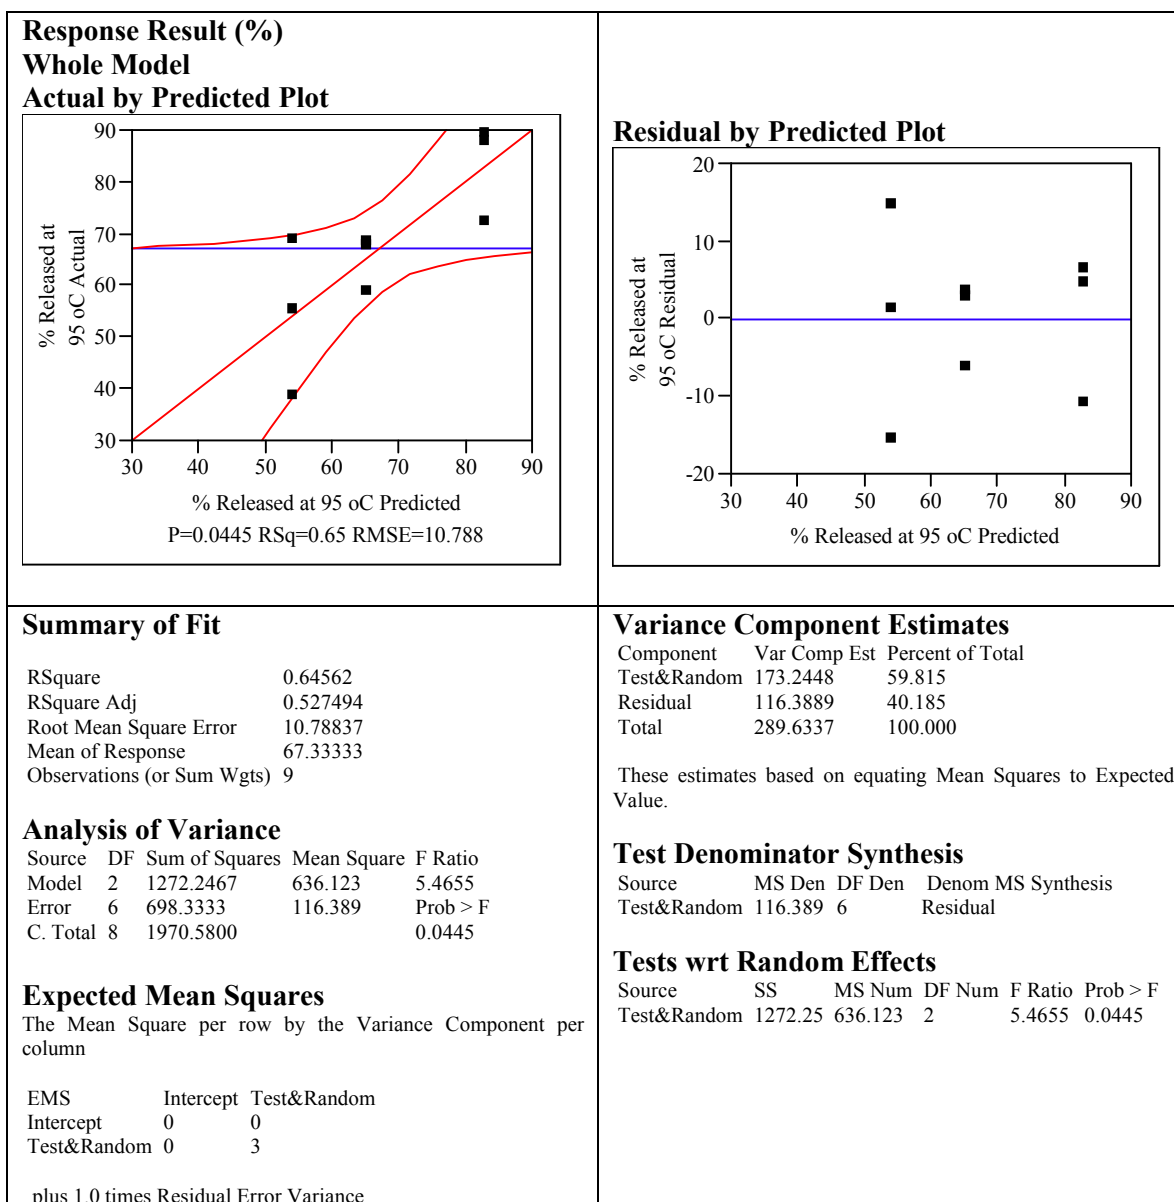 Response Result (%)
Whole Model
Actual by Predicted Plot
% Released at
95 oC Actual
90
80
70
60
50
40
30
30 40 50 60 70 80 90
% Released at 95 oC Predicted
P=0.0445 RSq=0.65 RMSE=10.788
Residual by Predicted Plot
% Released at
95 oC Residual
20
10
0
-10
-20
30 40 50 60 70 80 90
% Released at 95 oC Predicted
Summary of Fit
RSquare 0.64562
RSquare Adj 0.527494
Root Mean Square Error 10.78837
Mean of Response 67.33333
Observations (or Sum Wgts) 9
Analysis of Variance
Source DF Sum of Squares Mean Square F Ratio
Model 2 1272.2467 636.123 5.4655
Error 6 698.3333 116.389 Prob > F
C. Total 8 1970.5800 0.0445
Expected Mean Squares
The Mean Square per row by the Variance Component per
column
EMS Intercept Test&Random
Intercept 0 0
Test&Random 0 3
plus 1.0 times Residual Error Variance
Variance Component Estimates
Component Var Comp Est Percent of Total
Test&Random 173.2448 59.815
Residual 116.3889 40.185
Total 289.6337 100.000
These estimates based on equating Mean Squares to Expected
Value.
Test Denominator Synthesis
Source MS Den DF Den Denom MS Synthesis
Test&Random 116.389 6 Residual
Tests wrt Random Effects
Source SS MS Num DF Num F Ratio Prob > F
Test&Random 1272.25 636.123 2 5.4655 0.0445